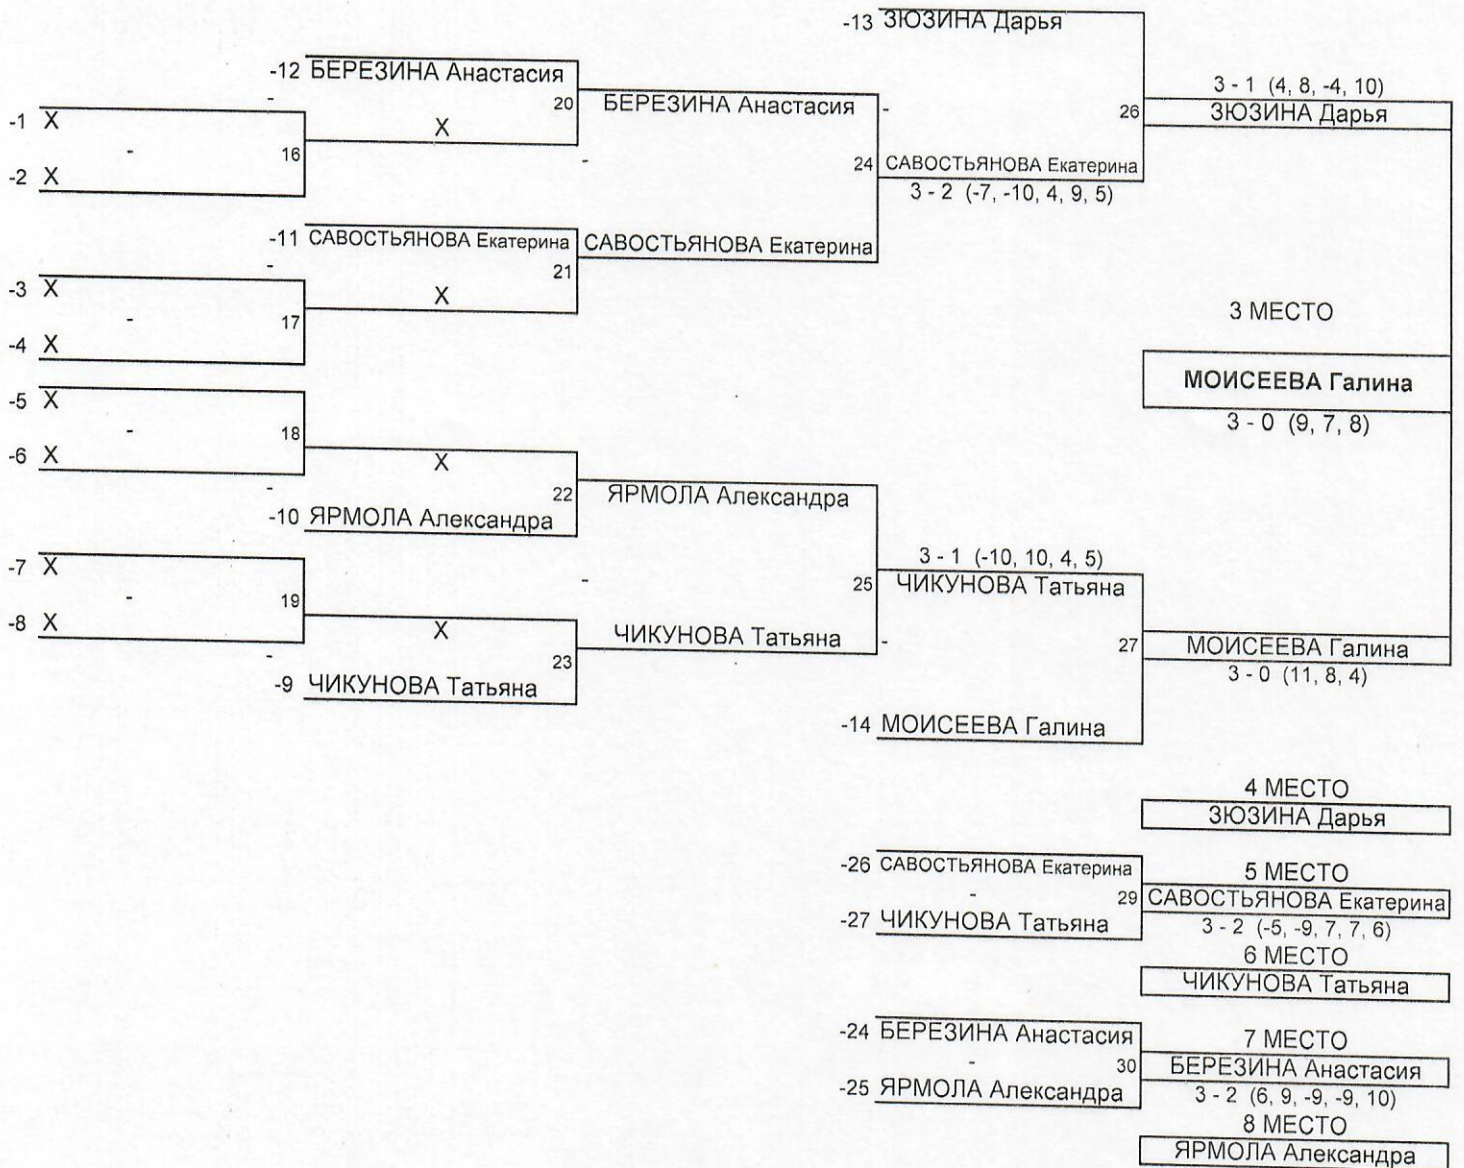 -13 ЗЮЗИНА Дарья
-12 БЕРЕЗИНА Анастасия
3 - 1 (4, 8, -4, 10)
-
20 БЕРЕЗИНА Анастасия
-
26 ЗЮЗИНА Дарья
-1 X
X
-
16
-
24 САВОСТЬЯНОВА Екатерина
-2 X
3 - 2 (-7, -10, 4, 9, 5)
-11 САВОСТЬЯНОВА Екатерина
САВОСТЬЯНОВА Екатерина
-
21
-3 X
X
-
17
3 МЕСТО
-4 X
МОИСЕЕВА Галина
-5 X
3 - 0 (9, 7, 8)
-
18
-6 X
X
-
22 ЯРМОЛА Александра
-10 ЯРМОЛА Александра
-7 X
3 - 1 (-10, 10, 4, 5)
-
19
-
25 ЧИКУНОВА Татьяна
-8 X
X
ЧИКУНОВА Татьяна
-
27 МОИСЕЕВА Галина
-
23
3 - 0 (11, 8, 4)
-9 ЧИКУНОВА Татьяна
-14 МОИСЕЕВА Галина
4 МЕСТО
ЗЮЗИНА Дарья
-26 САВОСТЬЯНОВА Екатерина
5 МЕСТО
-
29 САВОСТЬЯНОВА Екатерина
-27 ЧИКУНОВА Татьяна
3 - 2 (-5, -9, 7, 7, 6)
6 МЕСТО
ЧИКУНОВА Татьяна
-24 БЕРЕЗИНА Анастасия
7 МЕСТО
-
30 БЕРЕЗИНА Анастасия
-25 ЯРМОЛА Александра
3 - 2 (6, 9, -9, -9, 10)
8 МЕСТО
ЯРМОЛА Александра